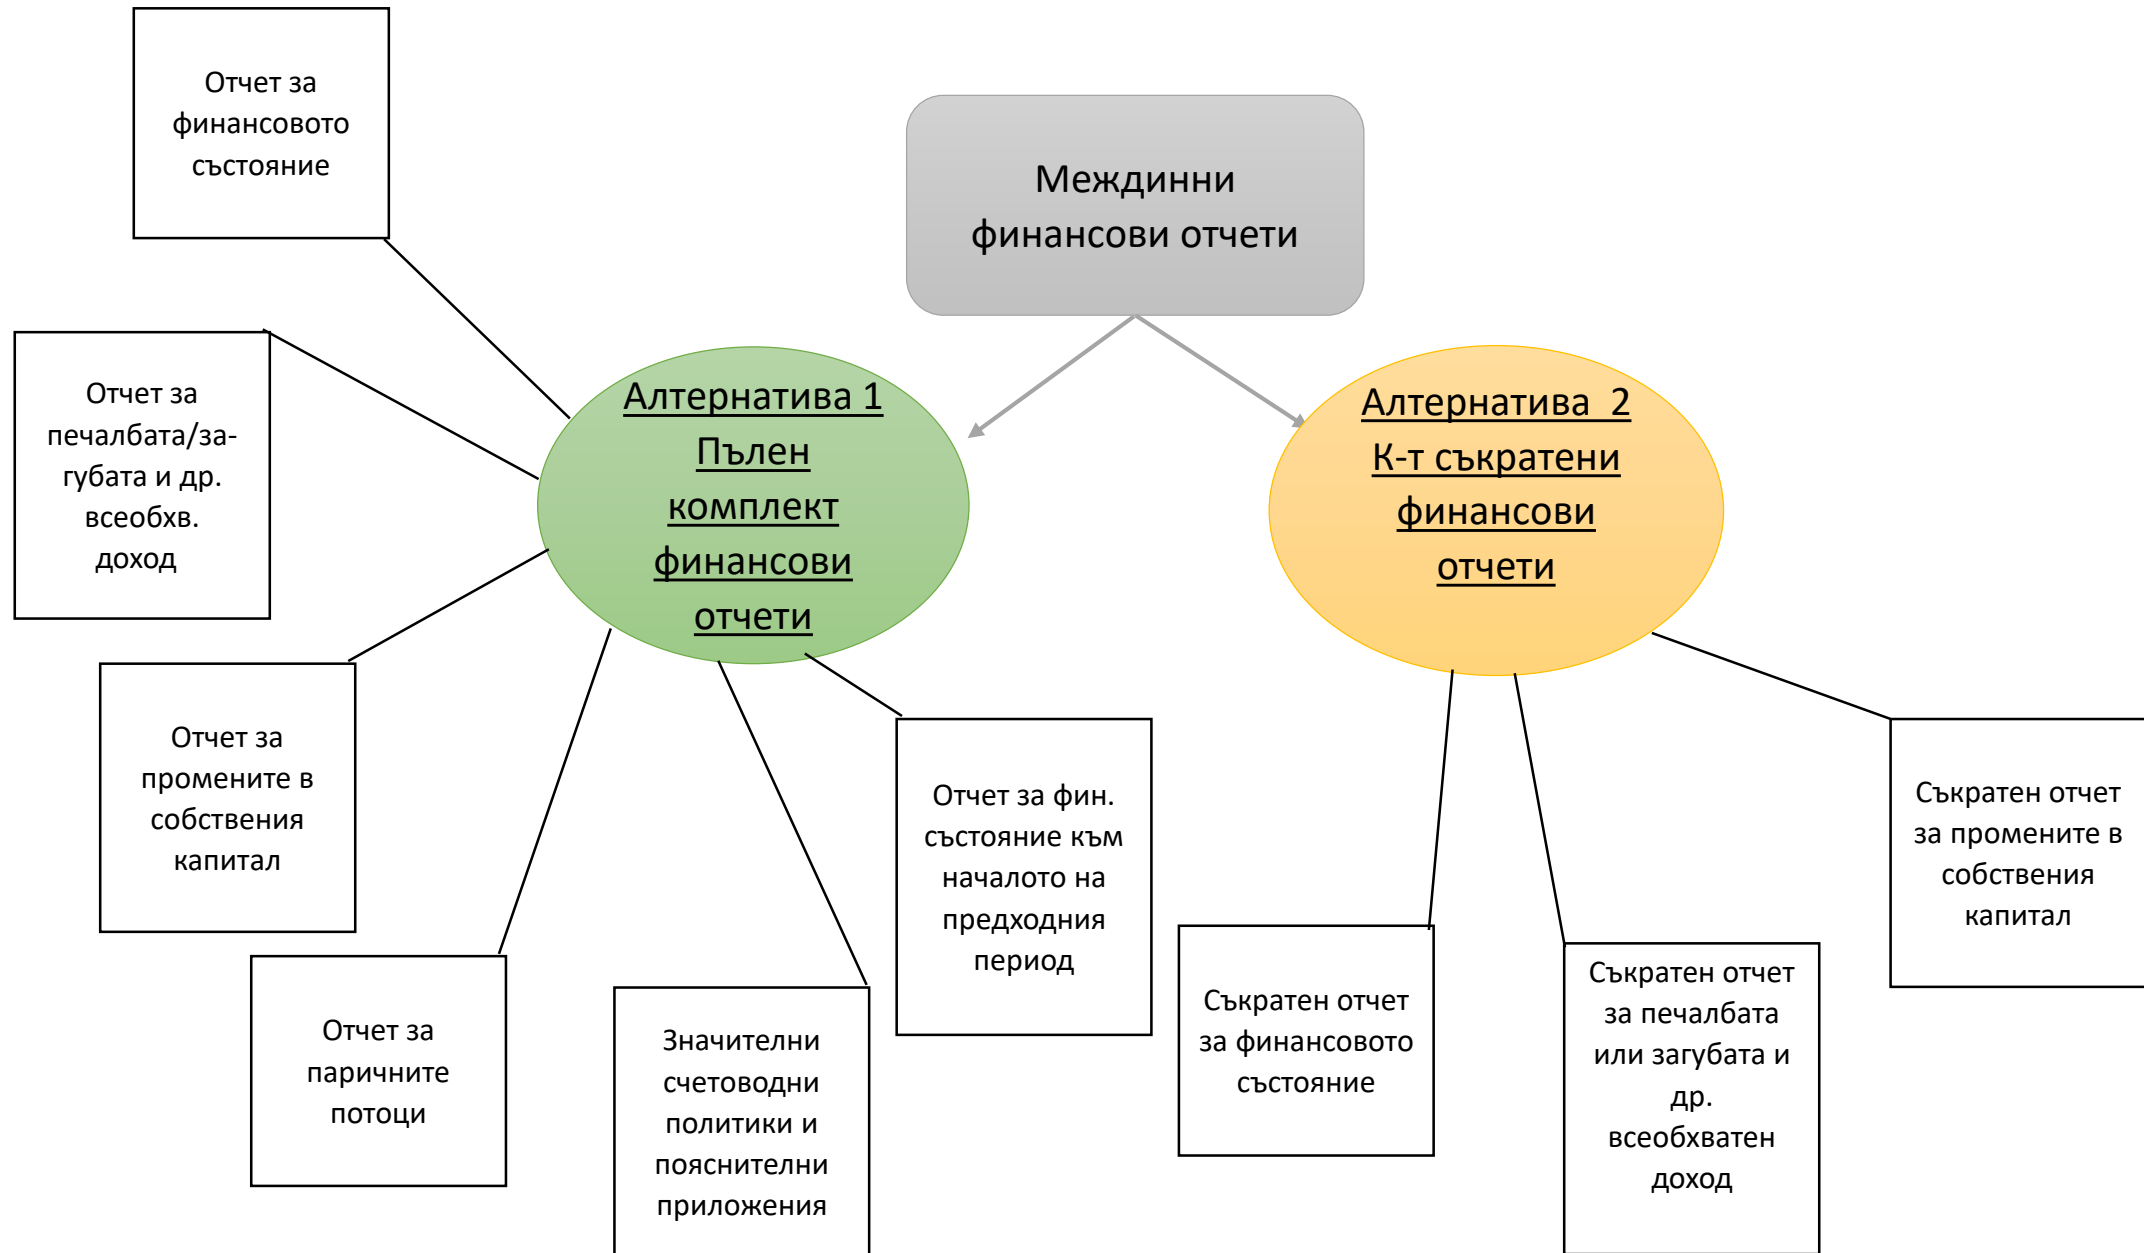 Междинни
финансови отчети
Алтернатива 1
Пълен
комплект
финансови
отчети
Отчет за
финансовото
състояние
Отчет за
печалбата/за-
губата и др.
всеобхв.
доход
Отчет за
промените в
собствения
капитал
Отчет за
паричните
потоци
Значителни
счетоводни
политики и
пояснителни
приложения
Отчет за фин.
състояние към
началото на
предходния
период
Алтернатива  2
К-т съкратени
финансови
отчети
Съкратен отчет
за финансовото
състояние
Съкратен отчет
за печалбата
или загубата и
др.
всеобхватен
доход
Съкратен отчет
за промените в
собствения
капитал